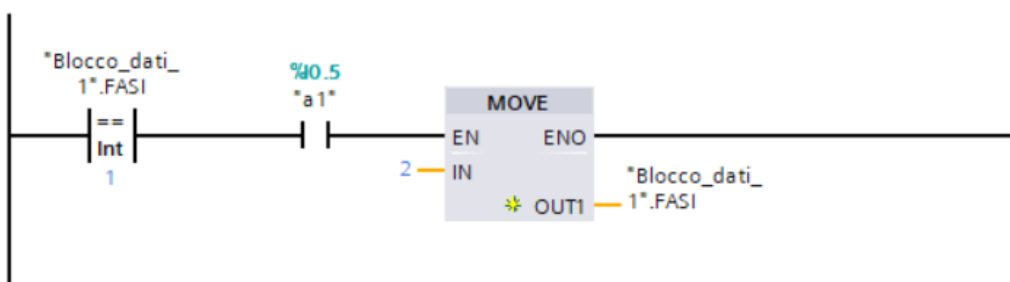 "Blocco_dati_
1".FASI
==
Int
1
%I0.5
"a1"
MOVE
EN
ENO
2
IN
OUT1
"Blocco_dati_
1".FASI